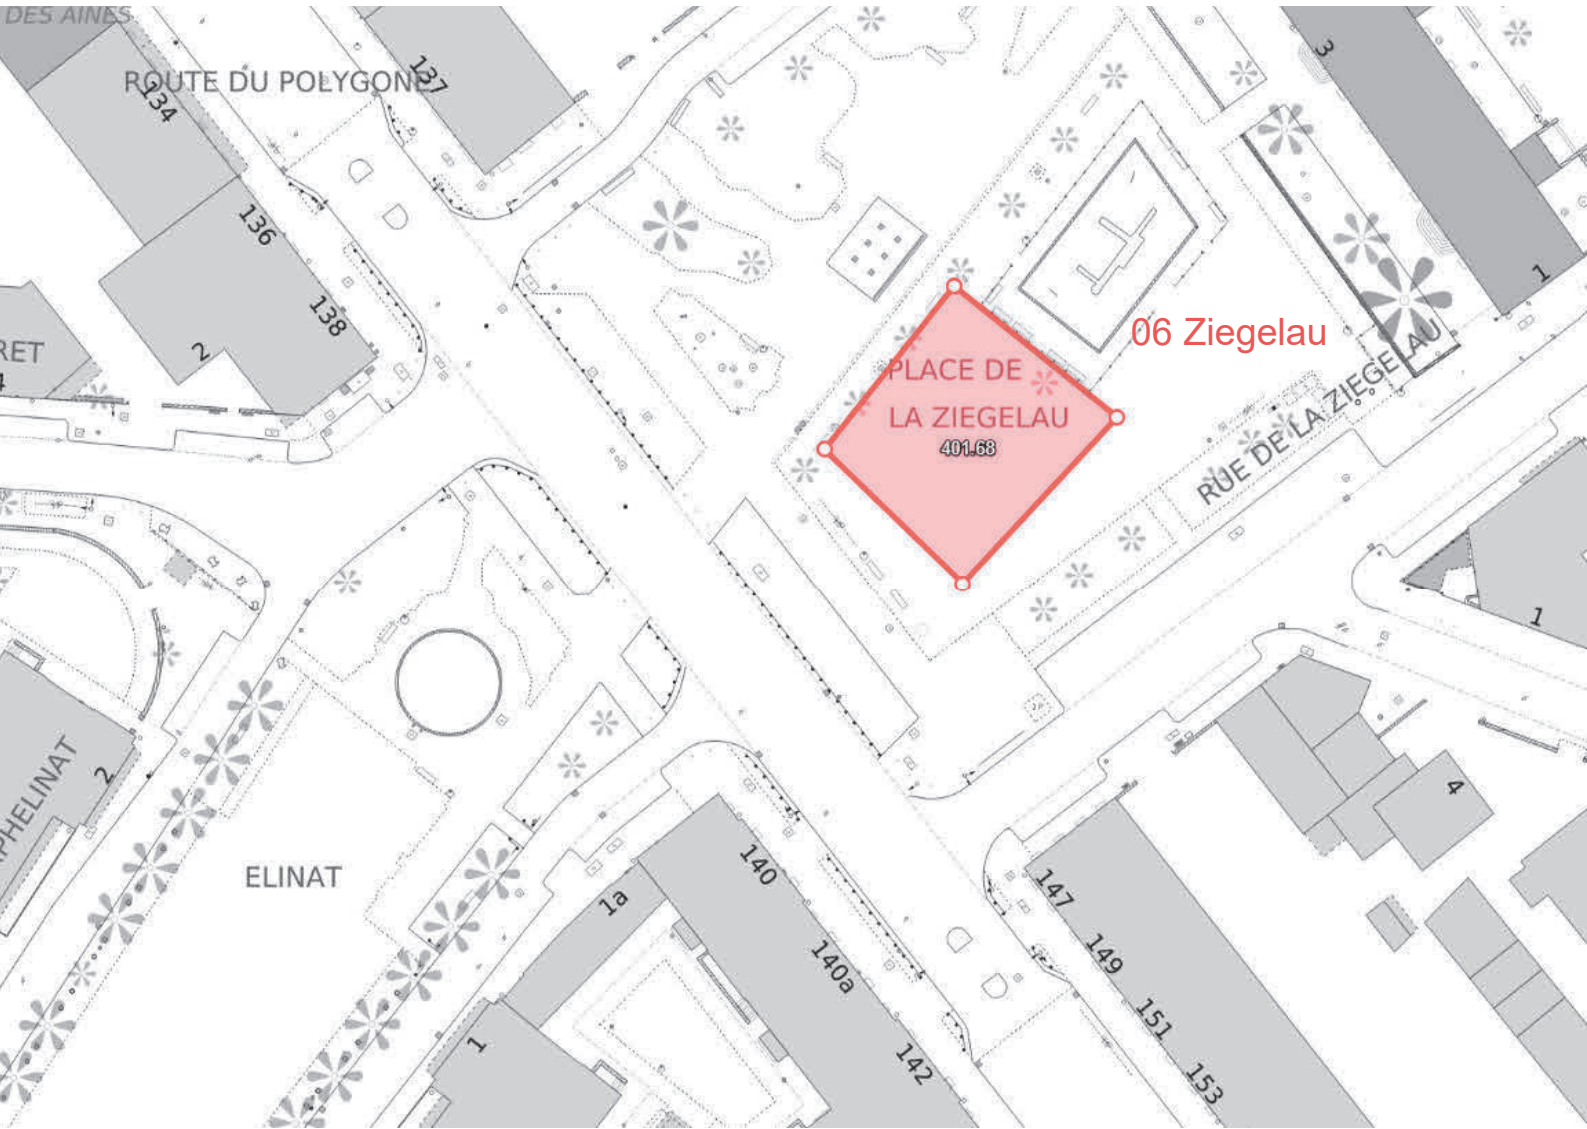 DES AINES
ROUTE DU POLYGONE
137
134
136
138
2
RET
3
1
06 Ziegelau
PLACE DE
LA ZIEGELAU
401.68
RUE DE LA ZIEGELAU
1
4
2
PHELINAT
ELINAT
1a
1
140
140a
142
147
149
151
153